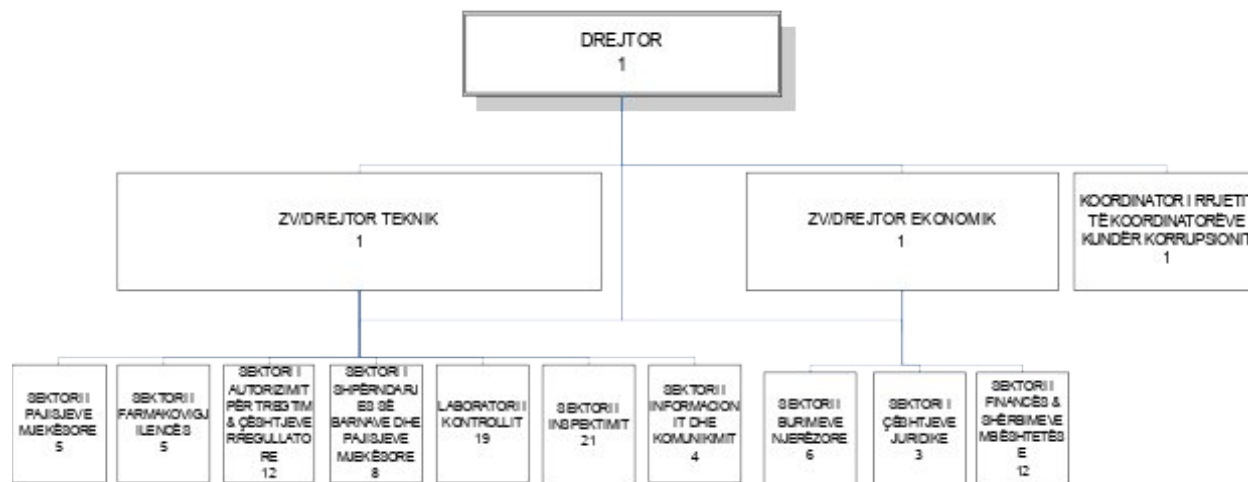 DREJTOR
1
ZV/DREJTOR TEKNIK
1
ZV/DREJTOR EKONOMIK
1
KOORDINATOR I RRJETIT
TË KOORDINATORËVE
KUNDËR KORRUPSIONIT
1
SEKTORI I
PAJISJEVE
MJEKËSORE
5
SEKTORI I
FARMAKOVIGJ
ILENCËS
5
SEKTORI I
AUTORIZIMIT
PËR TREGTIM
& ÇËSHTJEVE
RREGULLATO
RE
12
SEKTORI I
SHPËRNDARJ
ES SË
BARNAVE DHE
PAJISJEVE
MJEKËSORE
8
LABORATORI I
KONTROLLIT
19
SEKTORI I
INSPEKTIMIT
21
SEKTORI I
INFORMACION
IT DHE
KOMUNIKIMIT
4
SEKTORI I
BURIMEVE
NJERËZORE
6
SEKTORI I
ÇËSHTJEVE
JURIDIKE
3
SEKTORI I
FINANCËS &
SHËRBIMEVE
MBËSHTETËS
E
12